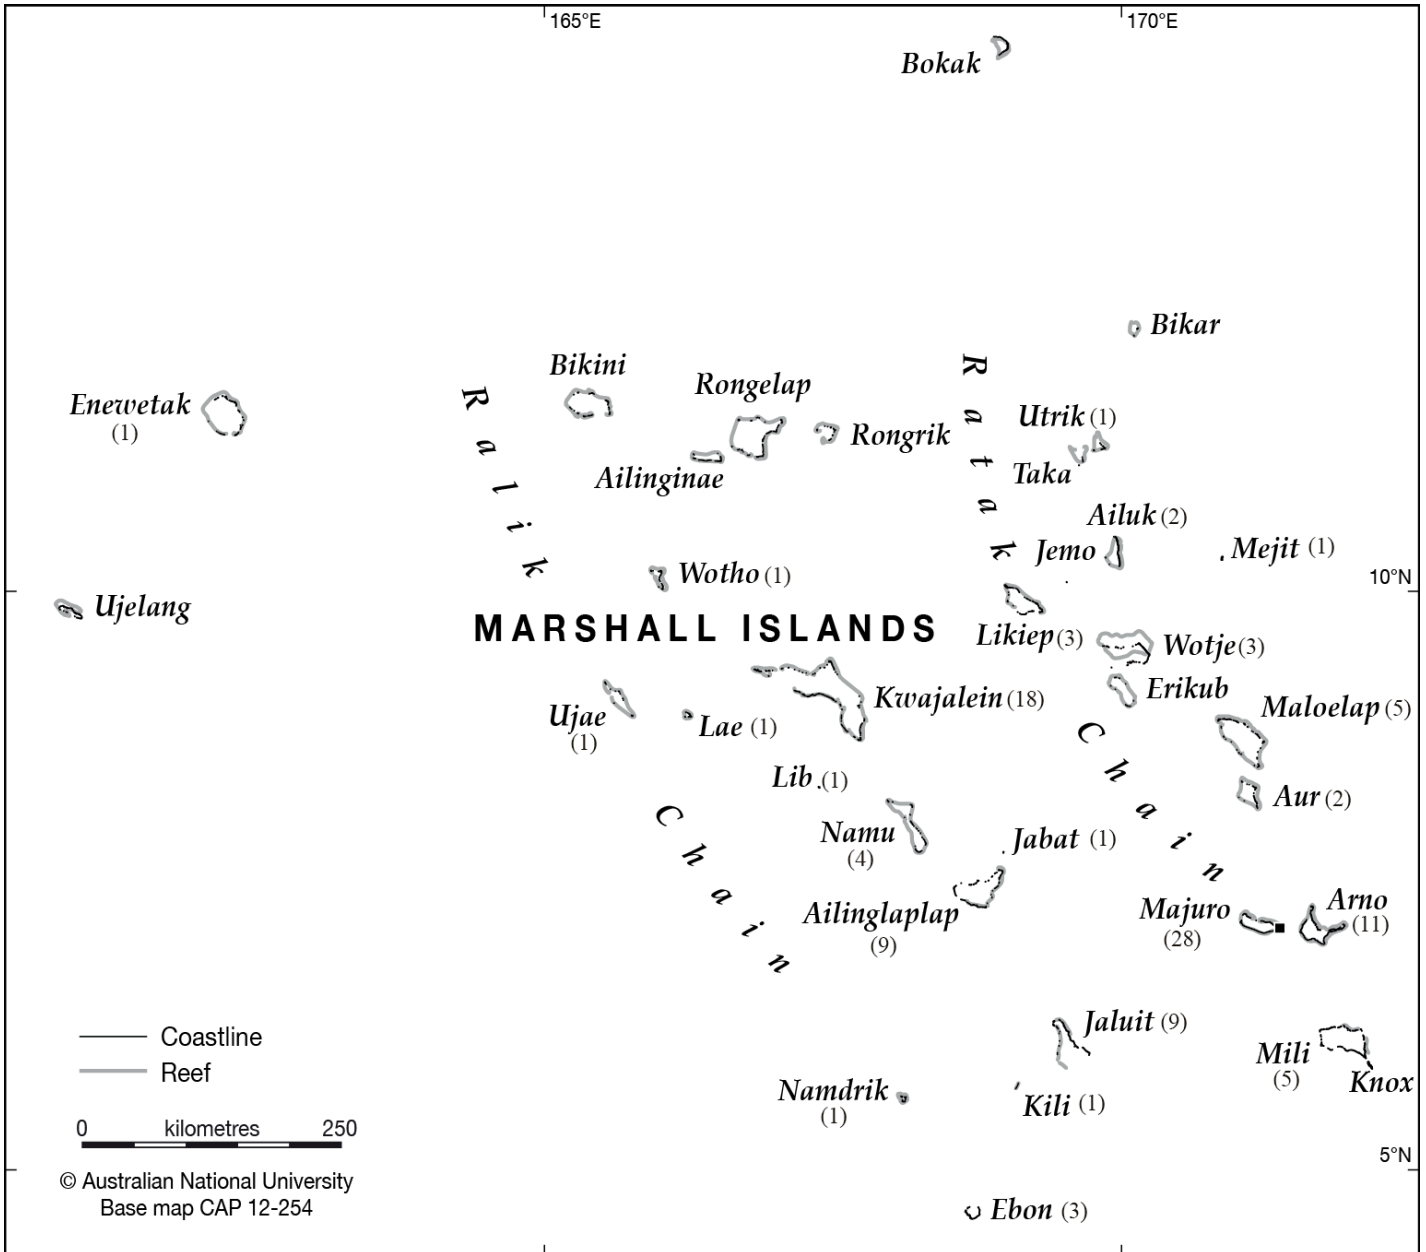 165°E
170°E
Bokak
Bikar
Bikini
Rongelap
Enewetak
(1)
Ralik
Ratak
Utrik (1)
Rongrik
Taka
Ailinginae
Ailuk (2)
Jemo
Mejit (1)
Wotho (1)
10°N
Ujelang
MARSHALL ISLANDS
Likiep (3)
Wotje (3)
Erikub
Kwajalein (18)
Maloelap (5)
Ujae
(1)
Lae (1)
Chain
Lib (1)
Aur (2)
Chain
Namu
(4)
Jabat (1)
Ailinglaplap
(9)
Majuro
(28)
Arno
(11)
Jaluit (9)
Mili
(5)
Knox
Namdrik
(1)
Kili (1)
Coastline
Reef
0 kilometres 250
5°N
© Australian National University
Base map CAP 12-254
Ebon (3)